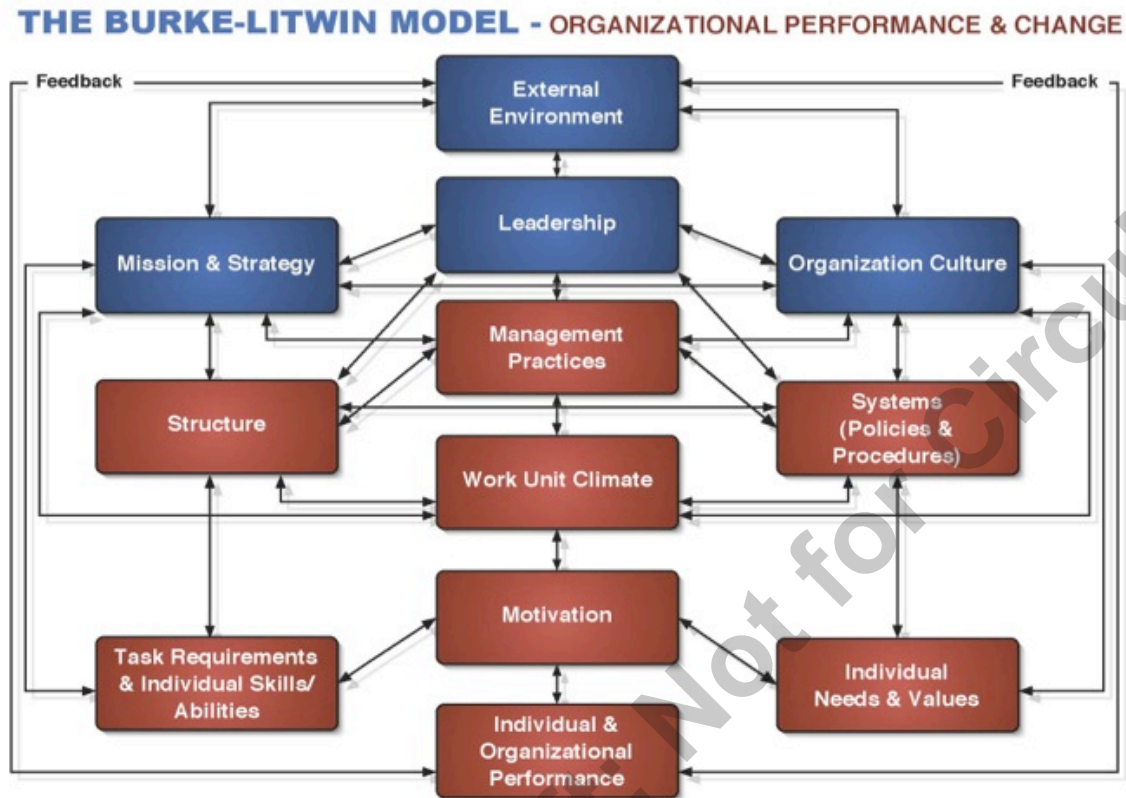 THE BURKE-LITWIN MODEL - ORGANIZATIONAL PERFORMANCE & CHANGE
Feedback
External
Environment
Feedback
Leadership
Mission & Strategy
Organization Culture
Management
Practices
Structure
Systems
(Policies &
Procedures)
Work Unit Climate
Motivation
Task Requirements
& Individual Skills/
Abilities
Individual
Needs & Values
Individual &
Organizational
Performance
Not for